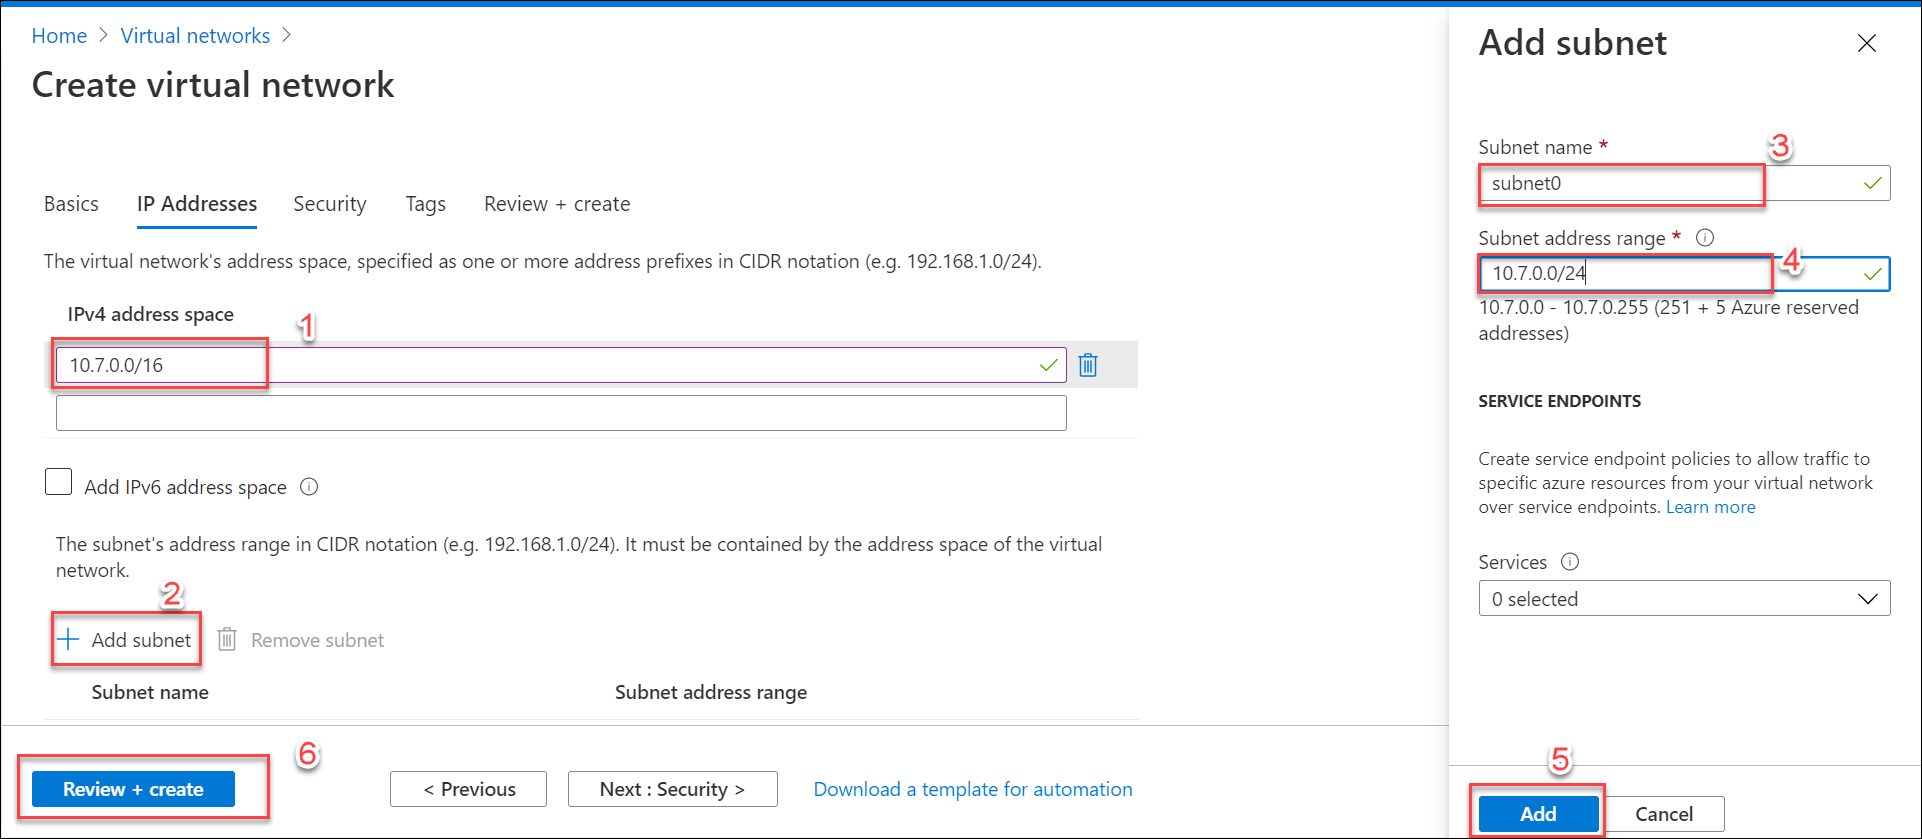 Home > Virtual networks >
Create virtual network
Basics IP Addresses Security Tags Review + create
The virtual network's address space, specified as one or more address prefixes in CIDR notation (e.g. 192.168.1.0/24).
IPv4 address space
1
10.7.0.0/16
Add IPv6 address space
The subnet's address range in CIDR notation (e.g. 192.168.1.0/24). It must be contained by the address space of the virtual
network.
2
+ Add subnet Remove subnet
Subnet name Subnet address range
6
Review + create < Previous Next : Security > Download a template for automation
Add subnet
Subnet name *
3
subnet0
Subnet address range *
4
10.7.0.0/24
10.7.0.0 - 10.7.0.255 (251 + 5 Azure reserved
addresses)
SERVICE ENDPOINTS
Create service endpoint policies to allow traffic to
specific azure resources from your virtual network
over service endpoints. Learn more
Services
0 selected
5
Add Cancel